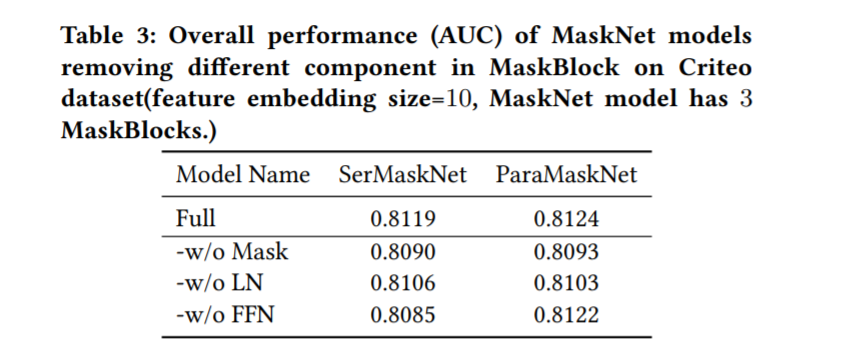 Table 3: Overall performance (AUC) of MaskNet models
removing different component in MaskBlock on Criteo
dataset(feature embedding size=10, MaskNet model has 3
MaskBlocks.)
Model Name SerMaskNet ParaMaskNet
Full 0.8119 0.8124
-w/o Mask 0.8090 0.8093
-w/o LN 0.8106 0.8103
-w/o FFN 0.8085 0.8122